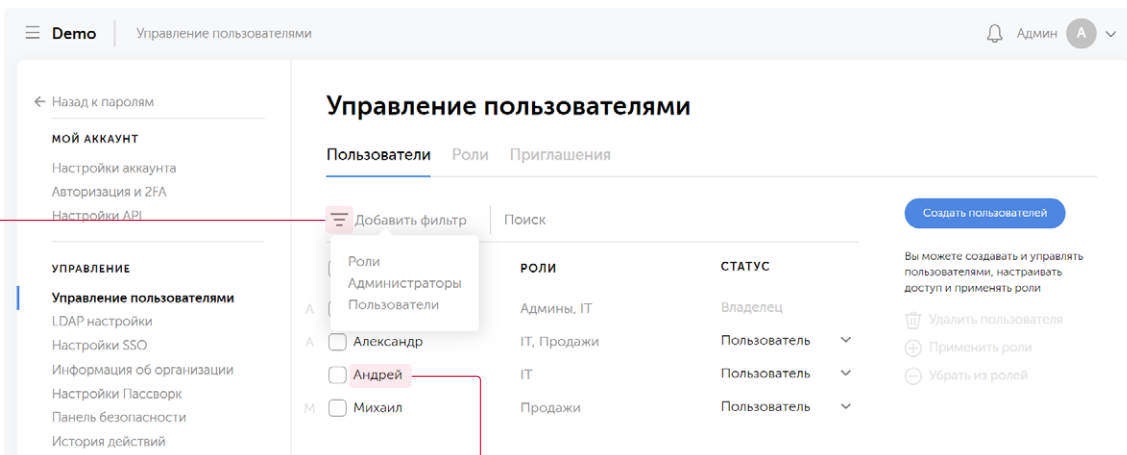 Demo
Управление пользователями
Админ
A
Назад к паролям
МОЙ АККАУНТ
Настройки аккаунта
Авторизация и 2FA
Настройки API
УПРАВЛЕНИЕ
Управление пользователями
LDAP настройки
Настройки SSO
Информация об организации
Настройки Пассворк
Панель безопасности
История действий
Управление пользователями
Пользователи Роли Приглашения
Добавить фильтр
Поиск
Роли
Администраторы
Пользователи
РОЛИ СТАТУС
А Админы, IT Владелец
А Александр IT, Продажи Пользователь
Андрей IT Пользователь
М Михаил Продажи Пользователь
Создать пользователей
Вы можете создавать и управлять
пользователями, настраивать
доступ и применять роли
Удалить пользователя
Применить роли
Убрать из ролей